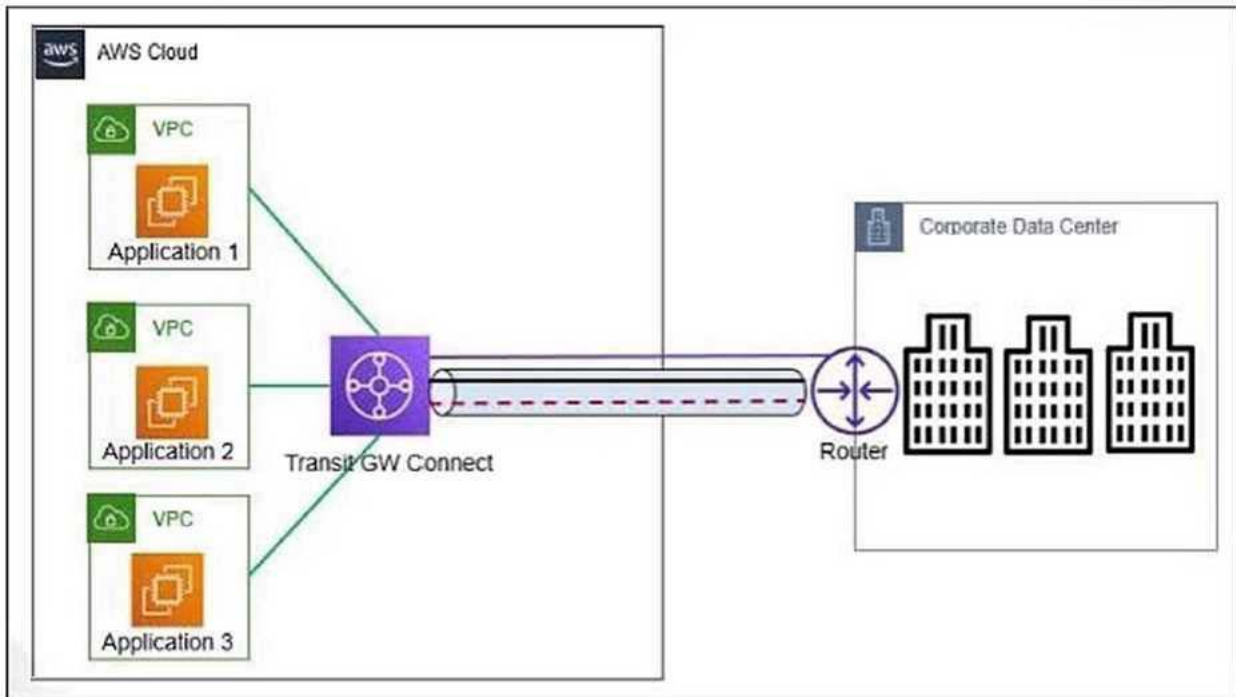 aws
AWS Cloud
VPC
Application 1
VPC
Application 2
VPC
Application 3
Transit GW Connect
Router
Corporate Data Center